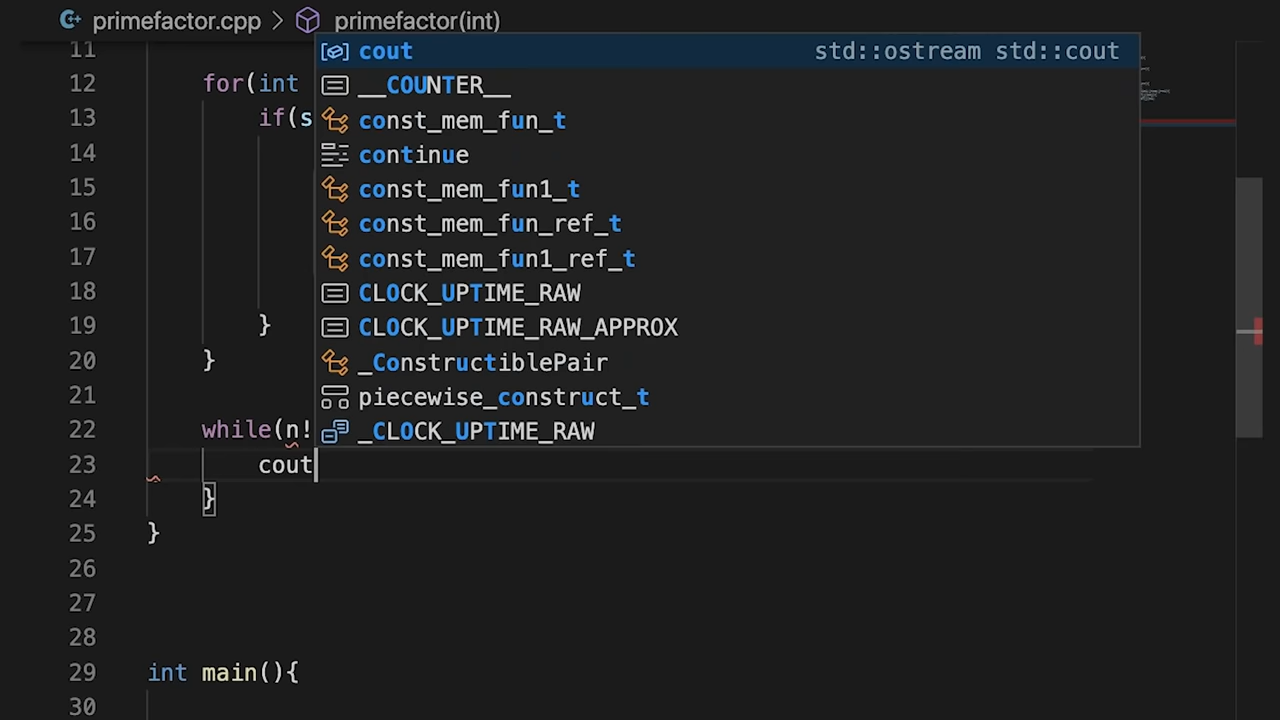 primefactor.cpp > primefactor(int)
11
cout std::ostream std::cout
12 for(int
__COUNTER__
13 if(s
const_mem_fun_t
14
continue
15
const_mem_fun1_t
16
const_mem_fun_ref_t
17
const_mem_fun1_ref_t
18
CLOCK_UPTIME_RAW
19 }
CLOCK_UPTIME_RAW_APPROX
20 }
_ConstructiblePair
21
piecewise_construct_t
22 while(n!
_CLOCK_UPTIME_RAW
23 cout
24 }
25 }
26
27
28
29 int main(){
30